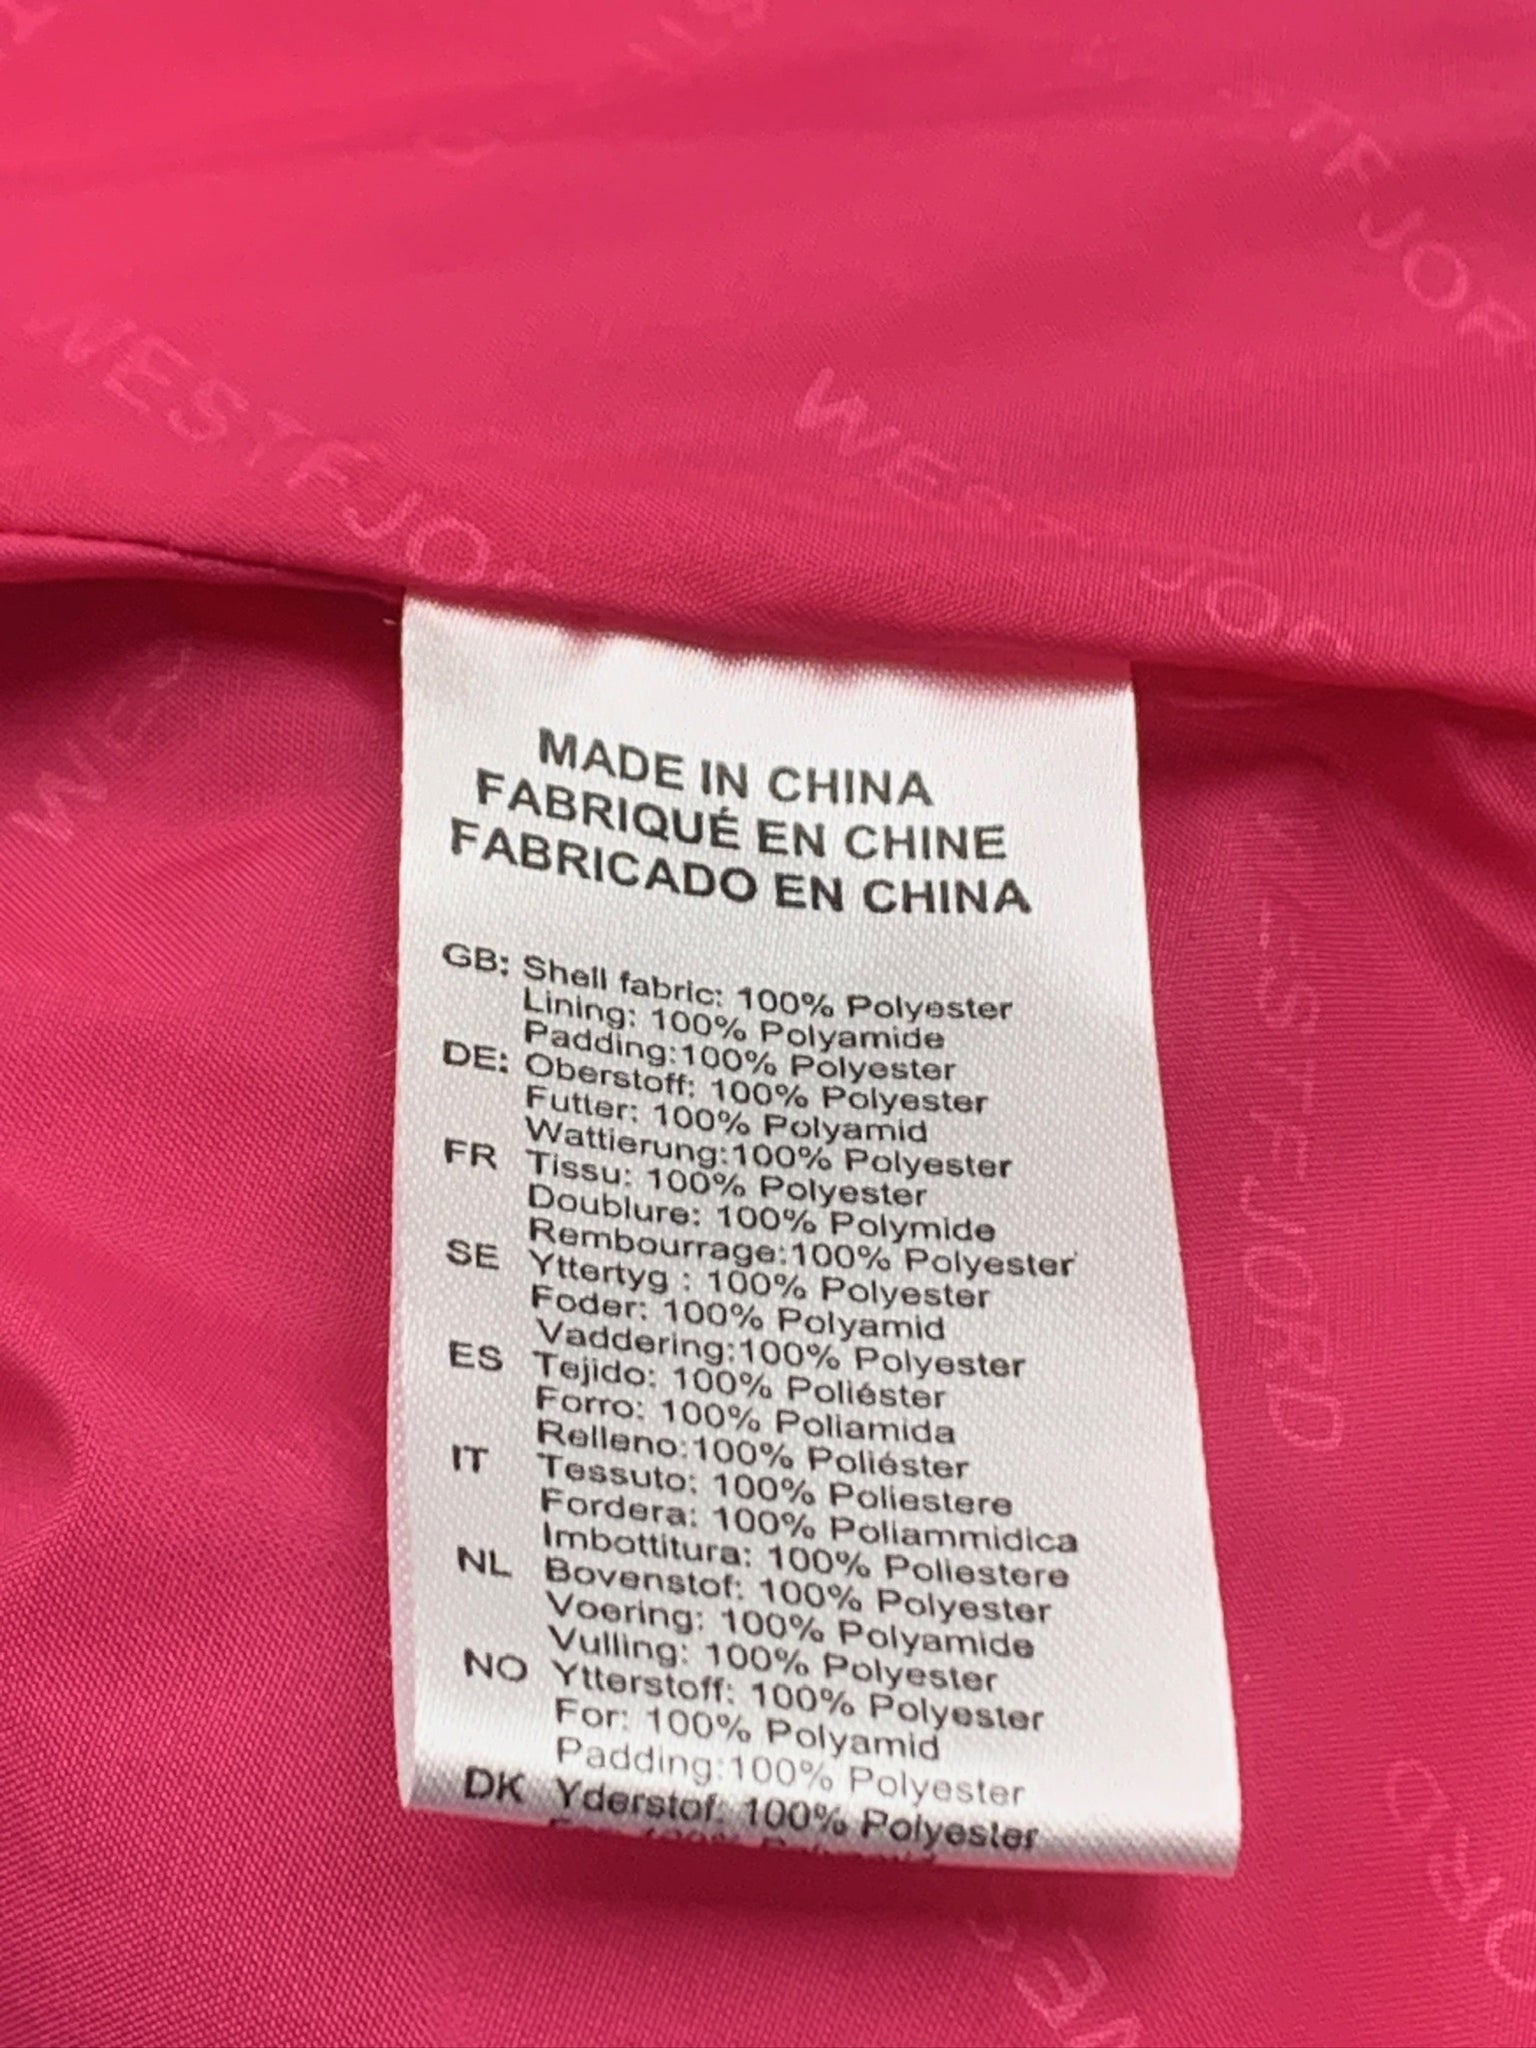 WESTFJOR
WEST JOR
TFJOR
MADE IN CHINA
FABRIQUÉ EN CHINE
FABRICADO EN CHINA
GB: Shell fabric: 100% Polyester
Lining: 100% Polyamide
Padding:100% Polyester
DE: Oberstoff: 100% Polyester
Futter: 100% Polyamid
Wattierung:100% Polyester
FR Tissu: 100% Polyester
Doublure: 100% Polymide
Rembourrage:100% Polyester
SE Yttertyg : 100% Polyester
Foder: 100% Polyamid
Vaddering:100% Polyester
ES Tejido: 100% Poliéster
Forro: 100% Poliamida
Relleno:100% Poliéster
IT Tessuto: 100% Poliestere
Fordera: 100% Poliammidica
Imbottitura: 100% Poliestere
NL Bovenstof: 100% Polyester
Voering: 100% Polyamide
Vulling: 100% Polyester
NO Ytterstoff: 100% Polyester
For: 100% Polyamid
Padding:100% Polyester
DK Yderstof: 100% Polyester